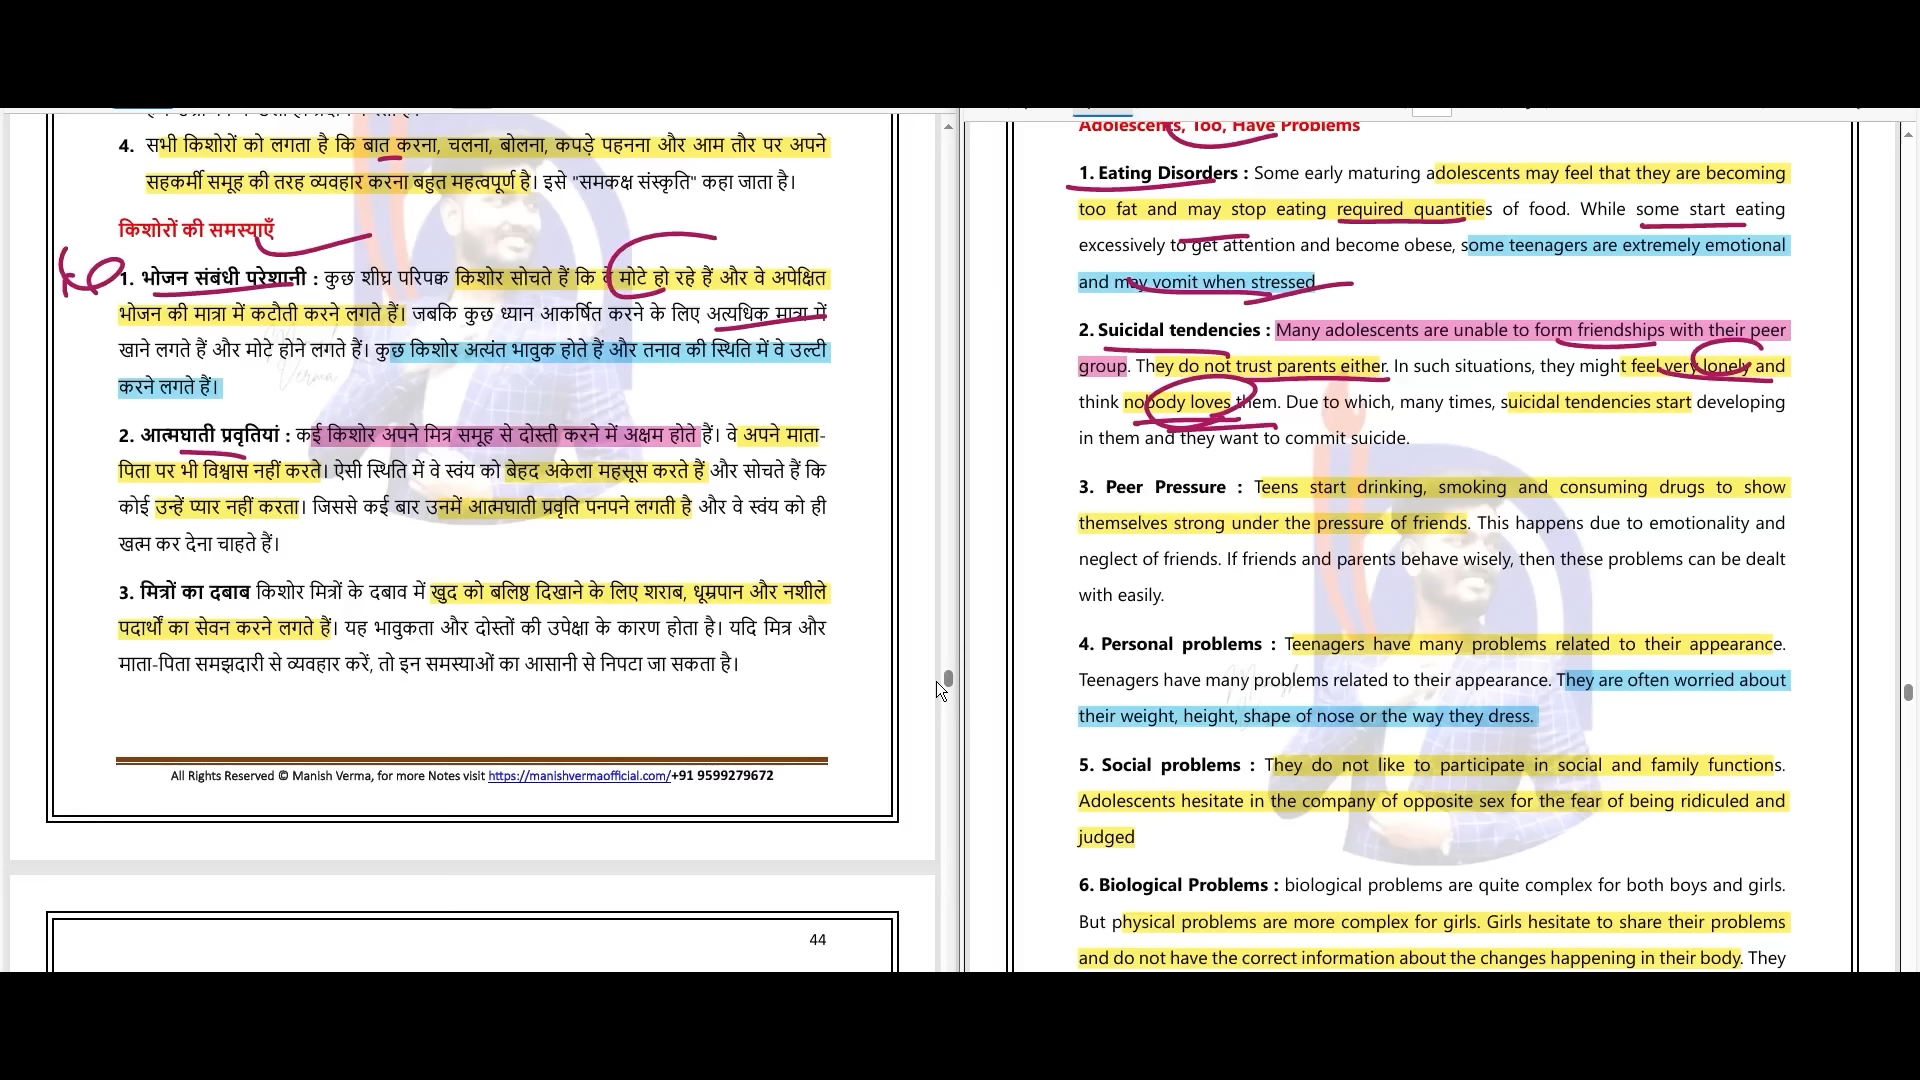 4. सभी किशोरों को लगता है कि बात करना, चलना, बोलना, कपड़े पहनना और आम तौर पर अपने
सहकर्मी समूह की तरह व्यवहार करना बहुत महत्वपूर्ण है। इसे "समकक्ष संस्कृति" कहा जाता है।
किशोरों की समस्याएँ
1. भोजन संबंधी परेशानी : कुछ शीघ्र परिपक्व किशोर सोचते हैं कि वे मोटे हो रहे हैं और वे अपेक्षित
भोजन की मात्रा में कटौती करने लगते हैं। जबकि कुछ ध्यान आकर्षित करने के लिए अत्यधिक मात्रा में
खाने लगते हैं और मोटे होने लगते हैं। कुछ किशोर अत्यंत भावुक होते हैं और तनाव की स्थिति में वे उल्टी
करने लगते हैं।
2. आत्मघाती प्रवृतियां : कई किशोर अपने मित्र समूह से दोस्ती करने में अक्षम होते हैं। वे अपने माता-
पिता पर भी विश्वास नहीं करते। ऐसी स्थिति में वे स्वंय को बेहद अकेला महसूस करते हैं और सोचते हैं कि
कोई उन्हें प्यार नहीं करता। जिससे कई बार उनमें आत्मघाती प्रवृति पनपने लगती है और वे स्वंय को ही
खत्म कर देना चाहते हैं।
3. मित्रों का दबाब किशोर मित्रों के दबाव में खुद को बलिष्ठ दिखाने के लिए शराब, धूम्रपान और नशीले
पदार्थों का सेवन करने लगते हैं। यह भावुकता और दोस्तों की उपेक्षा के कारण होता है। यदि मित्र और
माता-पिता समझदारी से व्यवहार करें, तो इन समस्याओं का आसानी से निपटा जा सकता है।
All Rights Reserved © Manish Verma, for more Notes visit https://manishvermaofficial.com/+91 9599279672
44
Adolescents, Too, Have Problems
1. Eating Disorders : Some early maturing adolescents may feel that they are becoming
too fat and may stop eating required quantities of food. While some start eating
excessively to get attention and become obese, some teenagers are extremely emotional
and may vomit when stressed
2. Suicidal tendencies : Many adolescents are unable to form friendships with their peer
group. They do not trust parents either. In such situations, they might feel very lonely and
think nobody loves them. Due to which, many times, suicidal tendencies start developing
in them and they want to commit suicide.
3. Peer Pressure : Teens start drinking, smoking and consuming drugs to show
themselves strong under the pressure of friends. This happens due to emotionality and
neglect of friends. If friends and parents behave wisely, then these problems can be dealt
with easily.
4. Personal problems : Teenagers have many problems related to their appearance.
Teenagers have many problems related to their appearance. They are often worried about
their weight, height, shape of nose or the way they dress.
5. Social problems : They do not like to participate in social and family functions.
Adolescents hesitate in the company of opposite sex for the fear of being ridiculed and
judged
6. Biological Problems : biological problems are quite complex for both boys and girls.
But physical problems are more complex for girls. Girls hesitate to share their problems
and do not have the correct information about the changes happening in their body. They